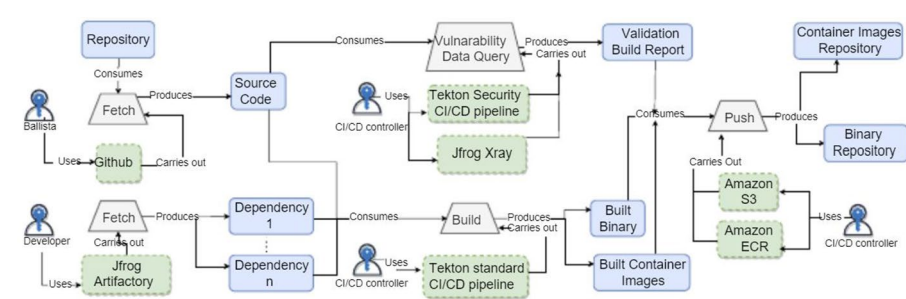 Repository
Consumes
Fetch
Produces
Source
Code
Ballista
Uses
Github
Carries out
Consumes
Vulnarability
Data Query
Produces
Carries out
Validation
Build Report
Uses
CI/CD controller
Tekton Security
CI/CD pipeline
Jfrog Xray
Container Images
Repository
Consumes
Push
Produces
Binary
Repository
Carries Out
Amazon
S3
Amazon
ECR
Uses
CI/CD controller
Developer
Uses
Fetch
Carries out
Jfrog
Artifactory
Produces
Dependency
1
Dependency
n
Consumes
Build
Produces
Carries out
Uses
CI/CD controller
Tekton standard
CI/CD pipeline
Built
Binary
Built Container
Images